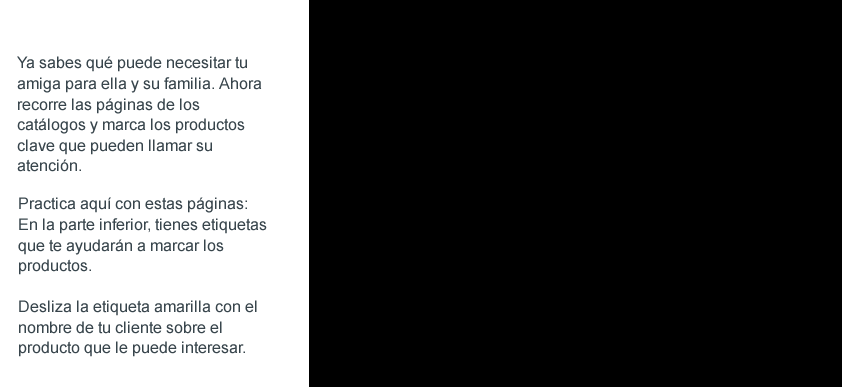 Ya sabes qué puede necesitar tu
amiga para ella y su familia. Ahora
recorre las páginas de los
catálogos y marca los productos
clave que pueden llamar su
atención.
Practica aquí con estas páginas:
En la parte inferior, tienes etiquetas
que te ayudarán a marcar los
productos.
Desliza la etiqueta amarilla con el
nombre de tu cliente sobre el
producto que le puede interesar.